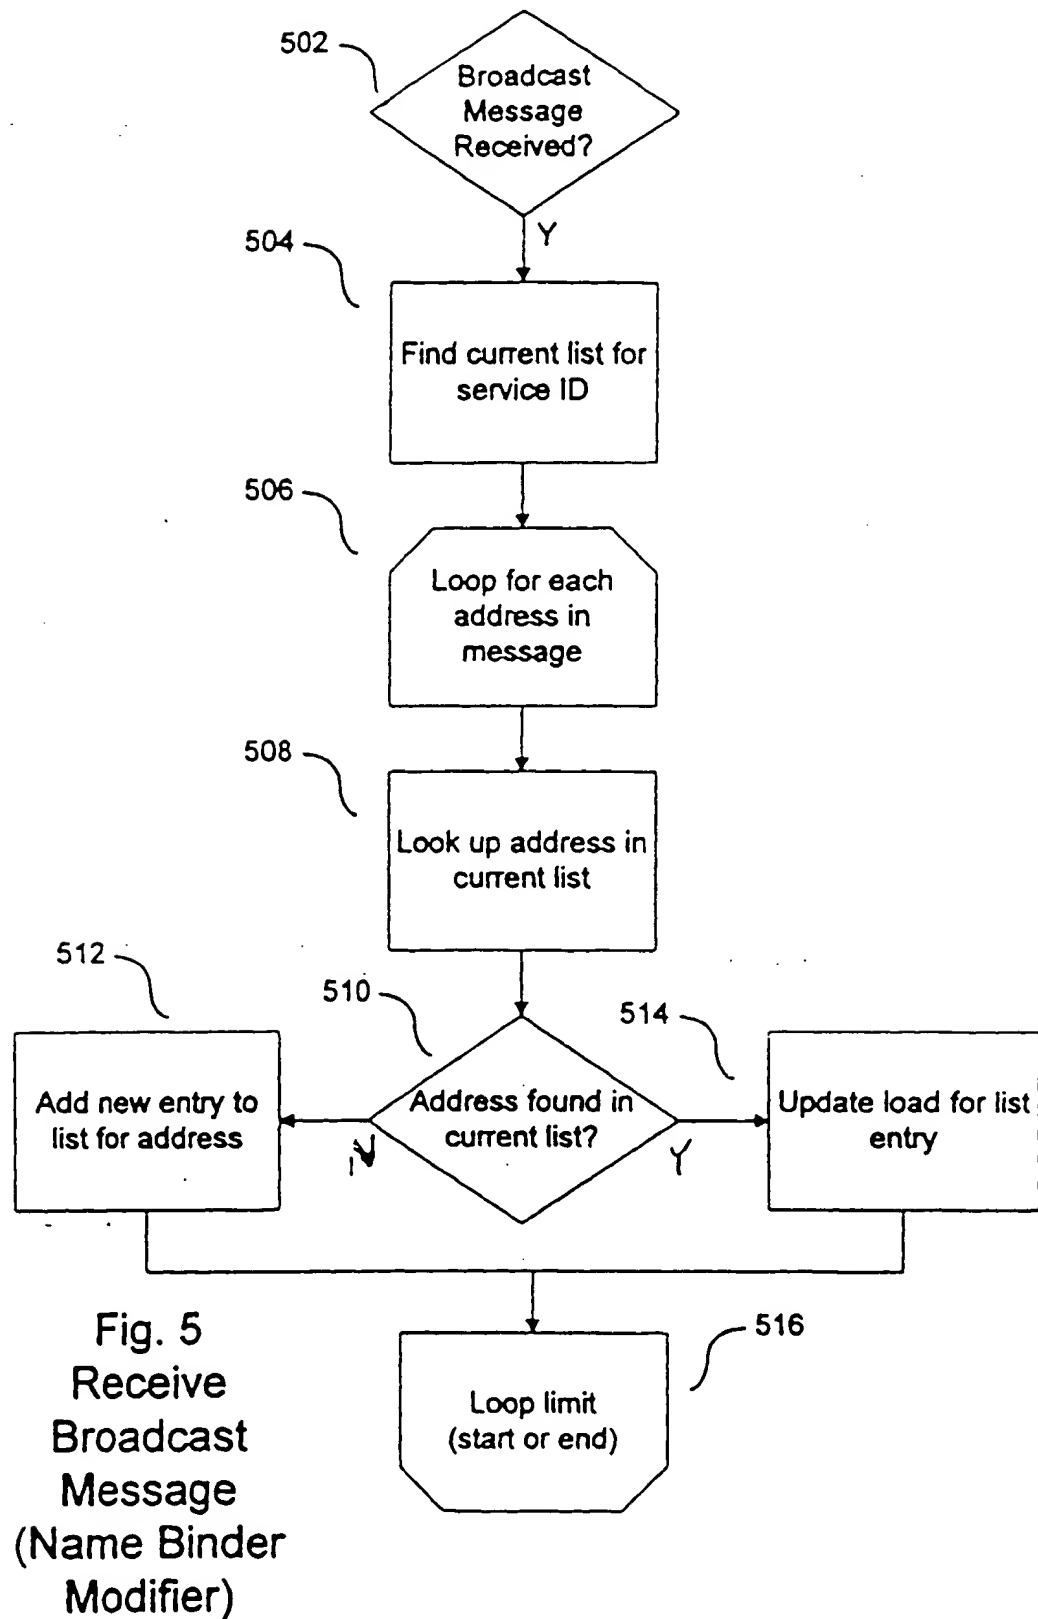 502
Broadcast
Message
Received?
Y
504
Find current list for
service ID
506
Loop for each
address in
message
508
Look up address in
current list
512
510
514
Add new entry to
list for address
Address found in
current list?
Update load for list
entry
N
Y
516
Loop limit
(start or end)
Fig. 5
Receive
Broadcast
Message
(Name Binder
Modifier)